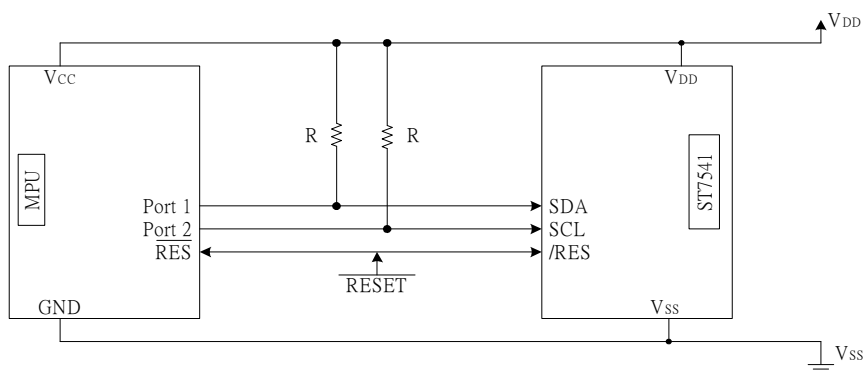 VDD
VCC
VDD
R
R
MPU
ST7541
Port 1
SDA
Port 2
SCL
RES
/RES
RESET
GND
VSS
VSS